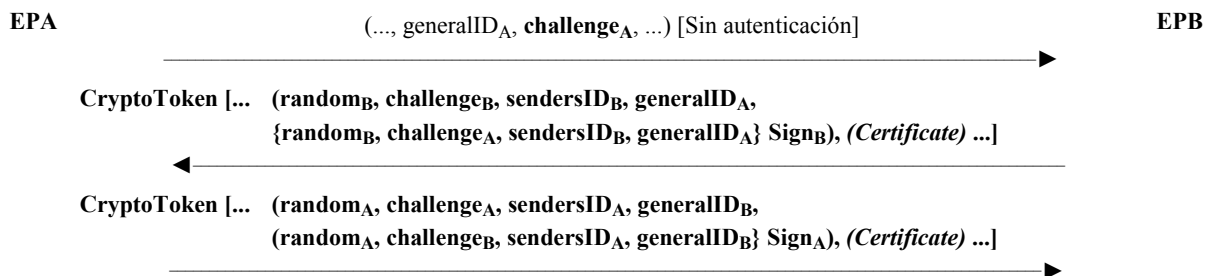 EPA (..., generalIDA, challengeA, ...) [Sin autenticación] EPB
CryptoToken [... (randomB, challengeB, sendersIDB, generalIDA,
{randomB, challengeA, sendersIDB, generalIDA} SignB), (Certificate) ...]
CryptoToken [... (randomA, challengeA, sendersIDA, generalIDB,
(randomA, challengeB, sendersIDA, generalIDB} SignA), (Certificate) ...]